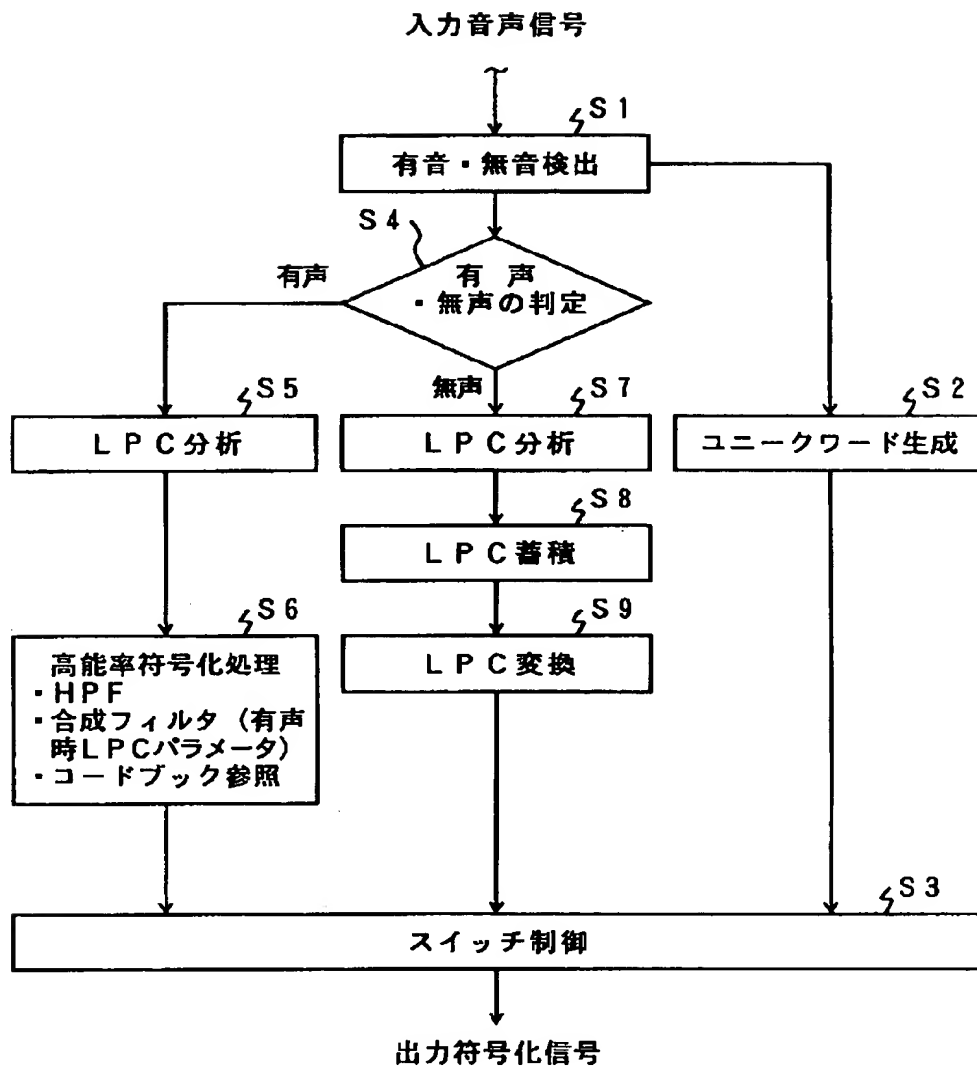 入力音声信号
S1
有音・無音検出
S4
有声
有 声
・無声の判定
無声
S5
LPC分析
S7
LPC分析
S2
ユニークワード生成
S8
LPC蓄積
S9
LPC変換
S6
高能率符号化処理
・HPF
・合成フィルタ（有声
時LPCパラメータ）
・コードブック参照
S3
スイッチ制御
出力符号化信号